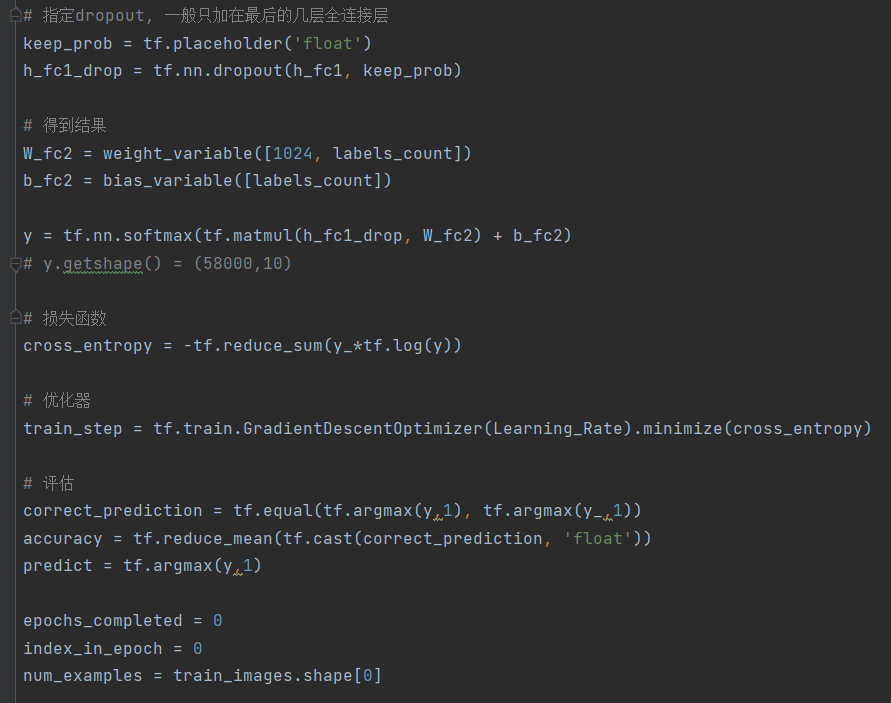 # 指定dropout, 一般只加在最后的几层全连接层
keep_prob = tf.placeholder('float')
h_fc1_drop = tf.nn.dropout(h_fc1, keep_prob)
# 得到结果
W_fc2 = weight_variable([1024, labels_count])
b_fc2 = bias_variable([labels_count])
y = tf.nn.softmax(tf.matmul(h_fc1_drop, W_fc2) + b_fc2)
# y.getshape() = (58000,10)
# 损失函数
cross_entropy = -tf.reduce_sum(y_*tf.log(y))
# 优化器
train_step = tf.train.GradientDescentOptimizer(Learning_Rate).minimize(cross_entropy)
# 评估
correct_prediction = tf.equal(tf.argmax(y,1), tf.argmax(y_,1))
accuracy = tf.reduce_mean(tf.cast(correct_prediction, 'float'))
predict = tf.argmax(y,1)
epochs_completed = 0
index_in_epoch = 0
num_examples = train_images.shape[0]